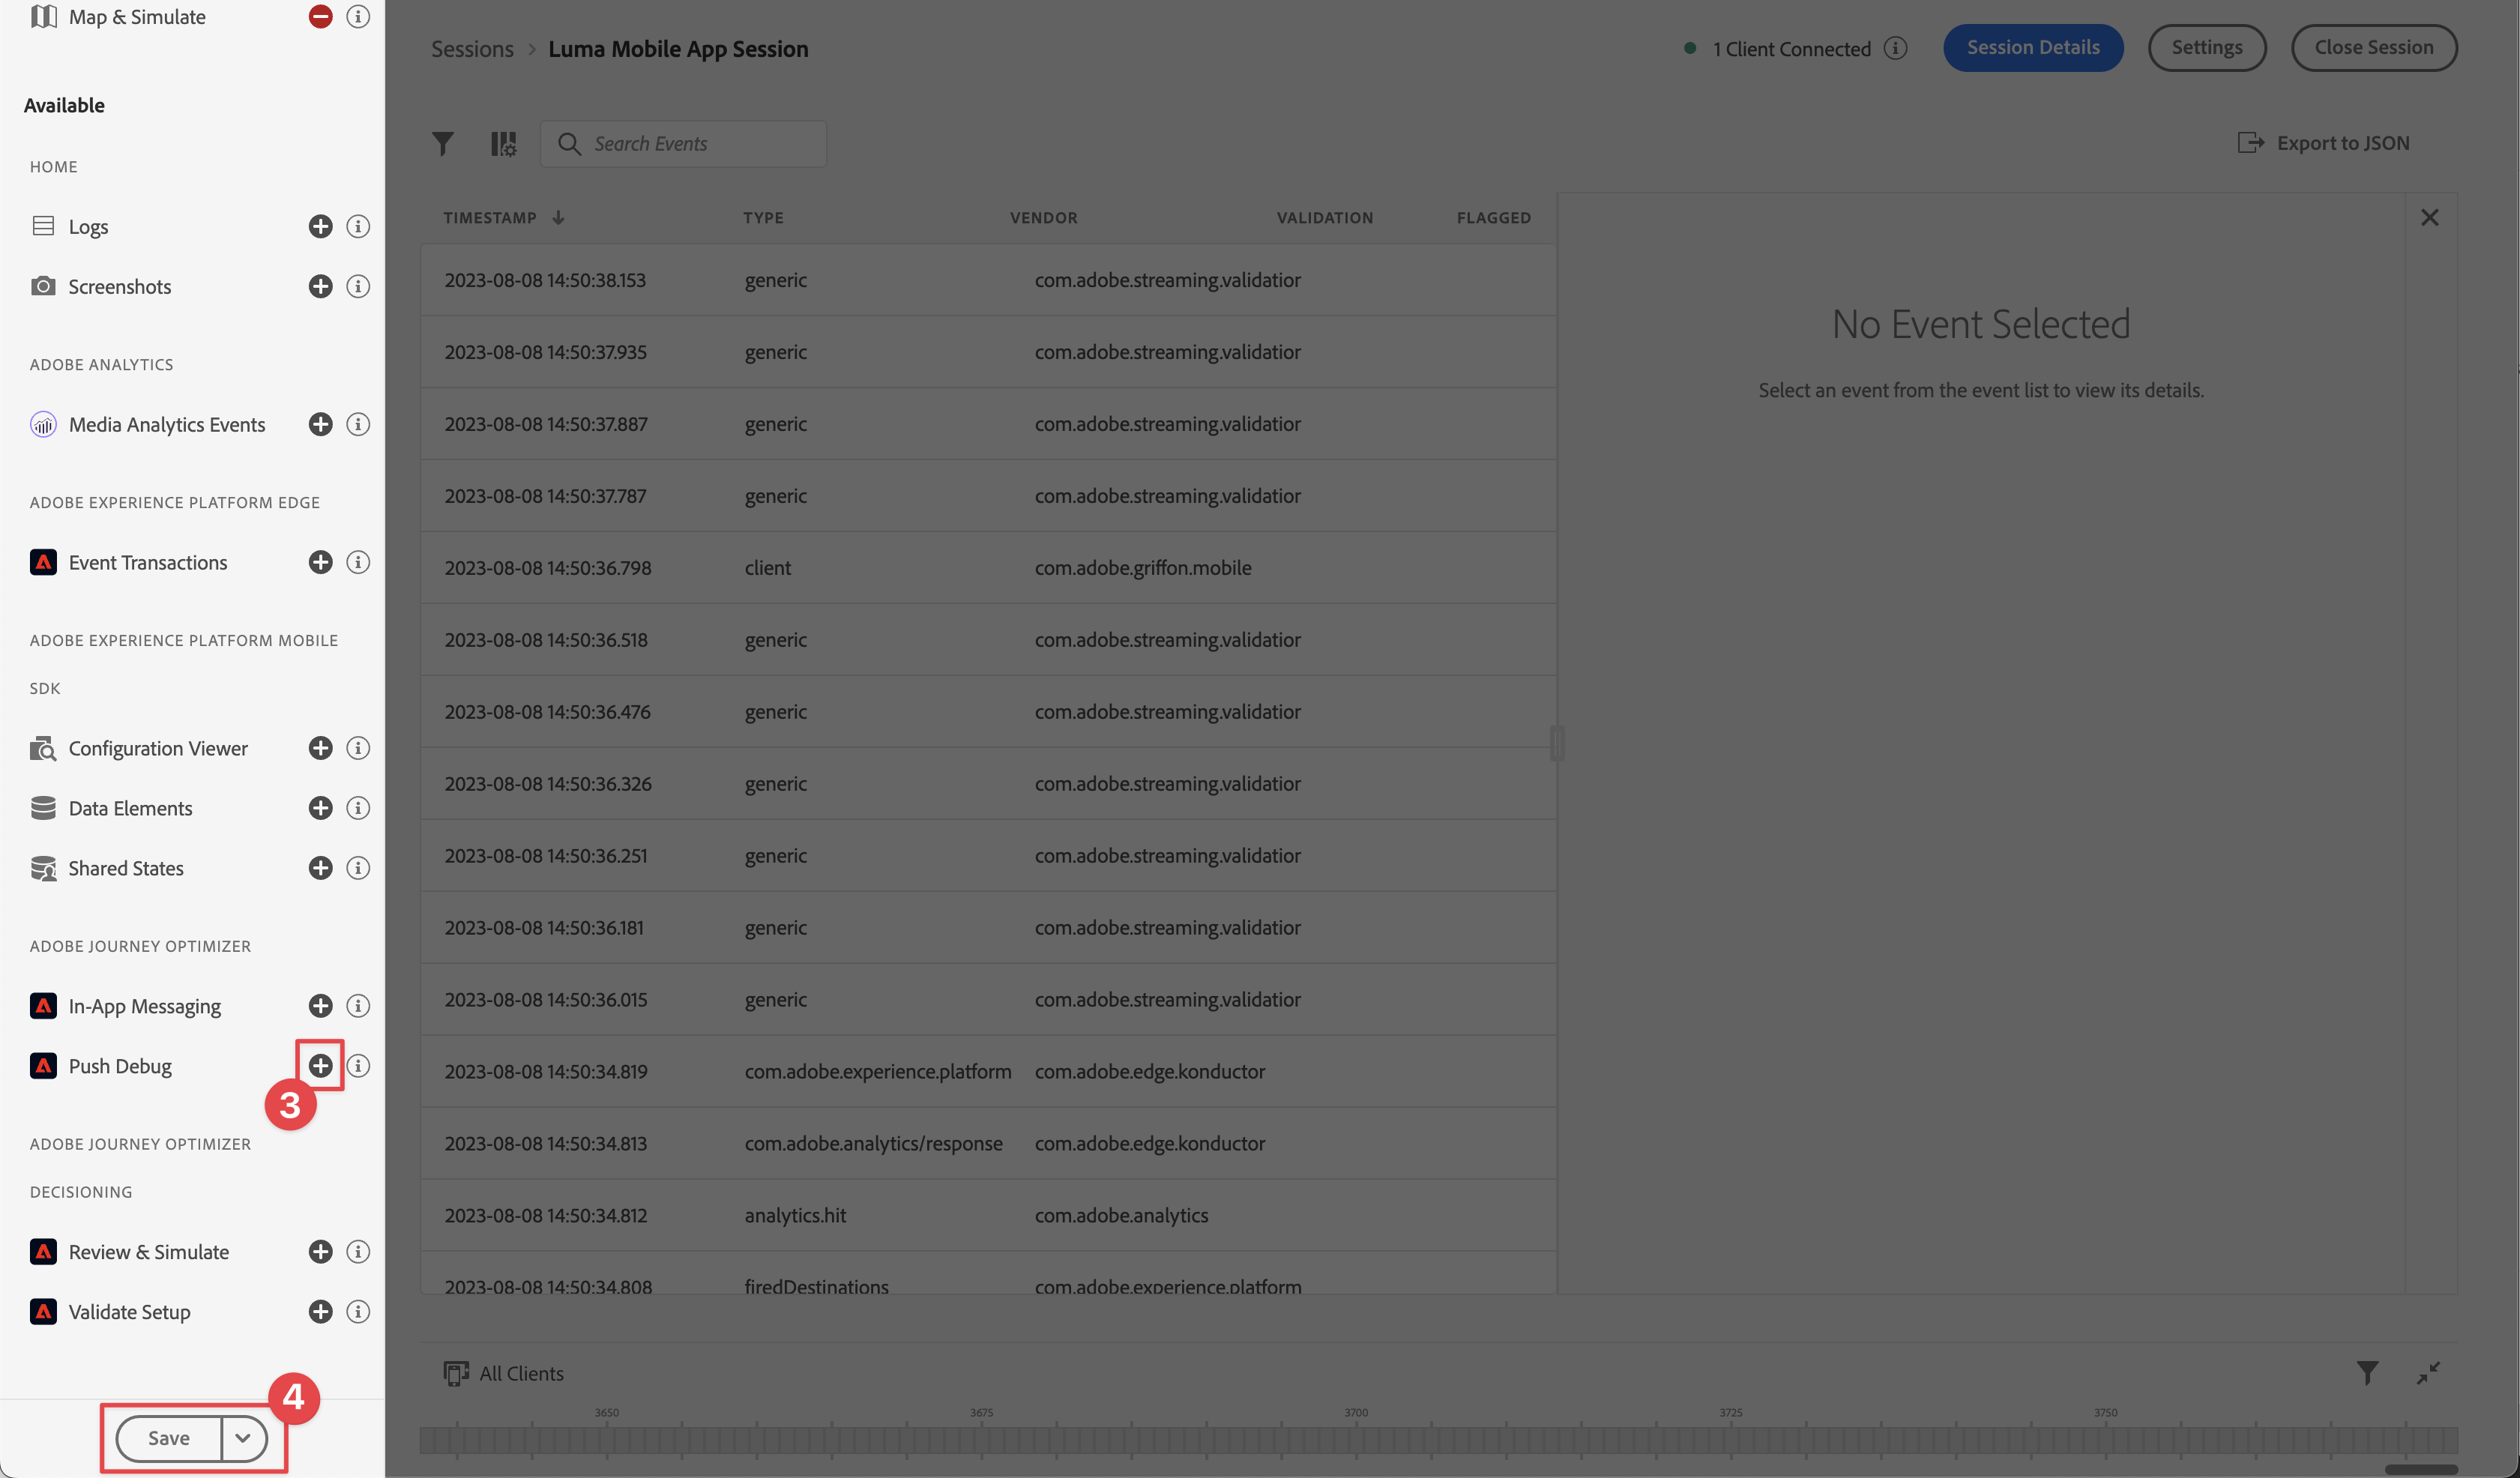 Map & Simulate
Available
HOME
Logs
Screenshots
ADOBE ANALYTICS
Media Analytics Events
ADOBE EXPERIENCE PLATFORM EDGE
Event Transactions
ADOBE EXPERIENCE PLATFORM MOBILE
SDK
Configuration Viewer
Data Elements
Shared States
ADOBE JOURNEY OPTIMIZER
In-App Messaging
Push Debug
3
ADOBE JOURNEY OPTIMIZER
DECISIONING
Review & Simulate
Validate Setup
4
Save
Sessions > Luma Mobile App Session
1 Client Connected
Session Details
Settings
Close Session
Search Events
Export to JSON
TIMESTAMP TYPE VENDOR VALIDATION FLAGGED
2023-08-08 14:50:38.153 generic com.adobe.streaming.validatior
2023-08-08 14:50:37.935 generic com.adobe.streaming.validatior
2023-08-08 14:50:37.887 generic com.adobe.streaming.validatior
2023-08-08 14:50:37.787 generic com.adobe.streaming.validatior
2023-08-08 14:50:36.798 client com.adobe.griffon.mobile
2023-08-08 14:50:36.518 generic com.adobe.streaming.validatior
2023-08-08 14:50:36.476 generic com.adobe.streaming.validatior
2023-08-08 14:50:36.326 generic com.adobe.streaming.validatior
2023-08-08 14:50:36.251 generic com.adobe.streaming.validatior
2023-08-08 14:50:36.181 generic com.adobe.streaming.validatior
2023-08-08 14:50:36.015 generic com.adobe.streaming.validatior
2023-08-08 14:50:34.819 com.adobe.experience.platform com.adobe.edge.konductor
2023-08-08 14:50:34.813 com.adobe.analytics/response com.adobe.edge.konductor
2023-08-08 14:50:34.812 analytics.hit com.adobe.analytics
2023-08-08 14:50:34.808 firedDestinations com.adobe.experience.platform
No Event Selected
Select an event from the event list to view its details.
All Clients
3650 3675 3700 3725 3750